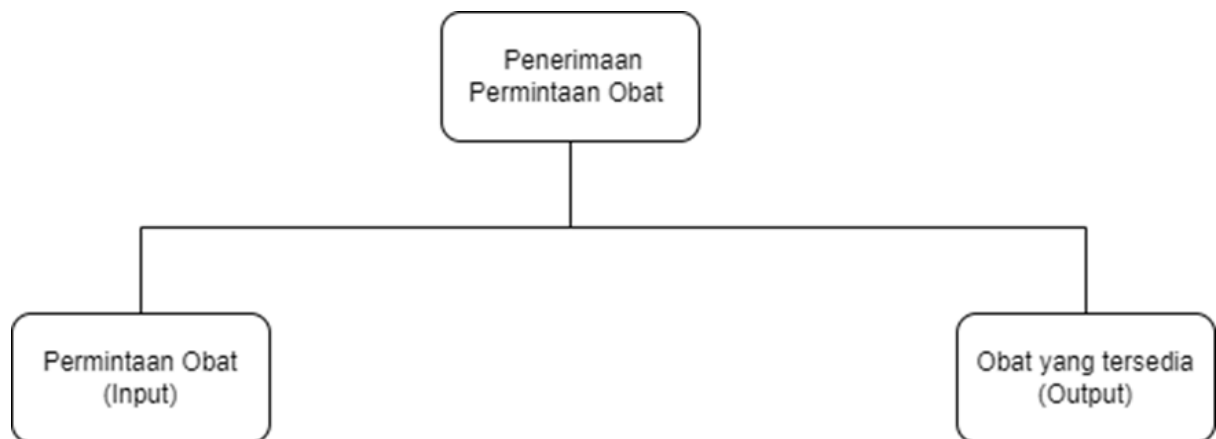 Penerimaan
Permintaan Obat
Permintaan Obat
(Input)
Obat yang tersedia
(Output)